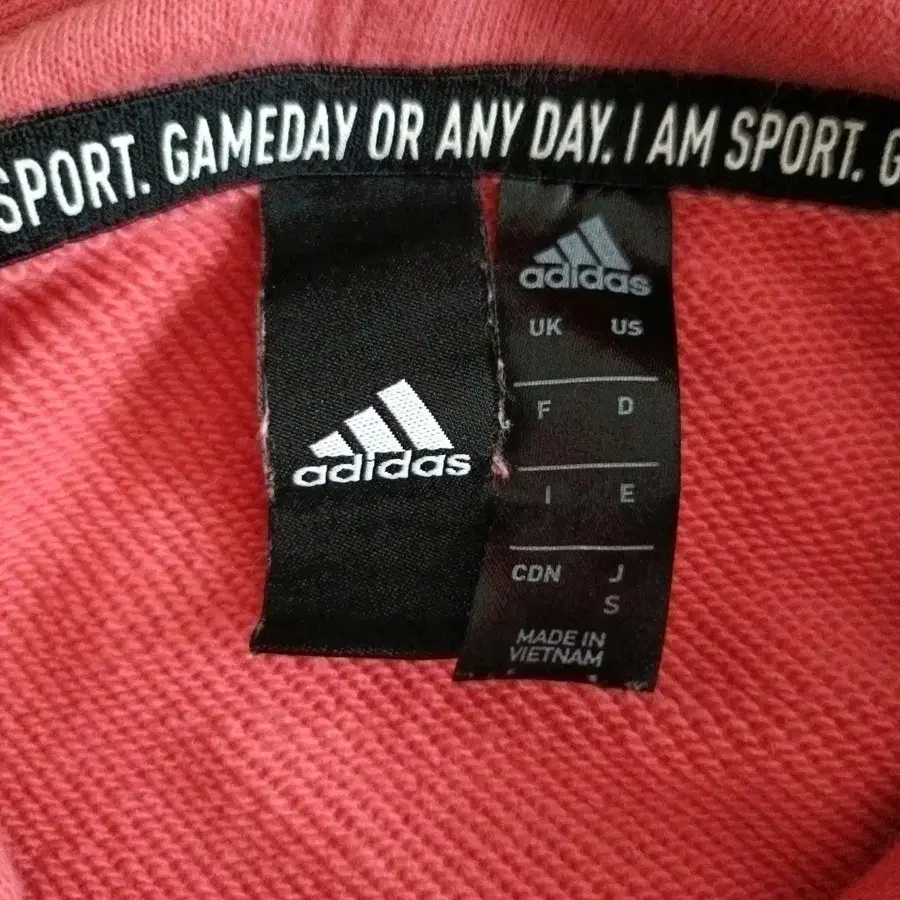 SPORT. GAMEDAY OR ANY DAY. I AM SPORT. G
adidas
adidas
UK US
F D
I E
CDN J
S
MADE IN
VIETNAM